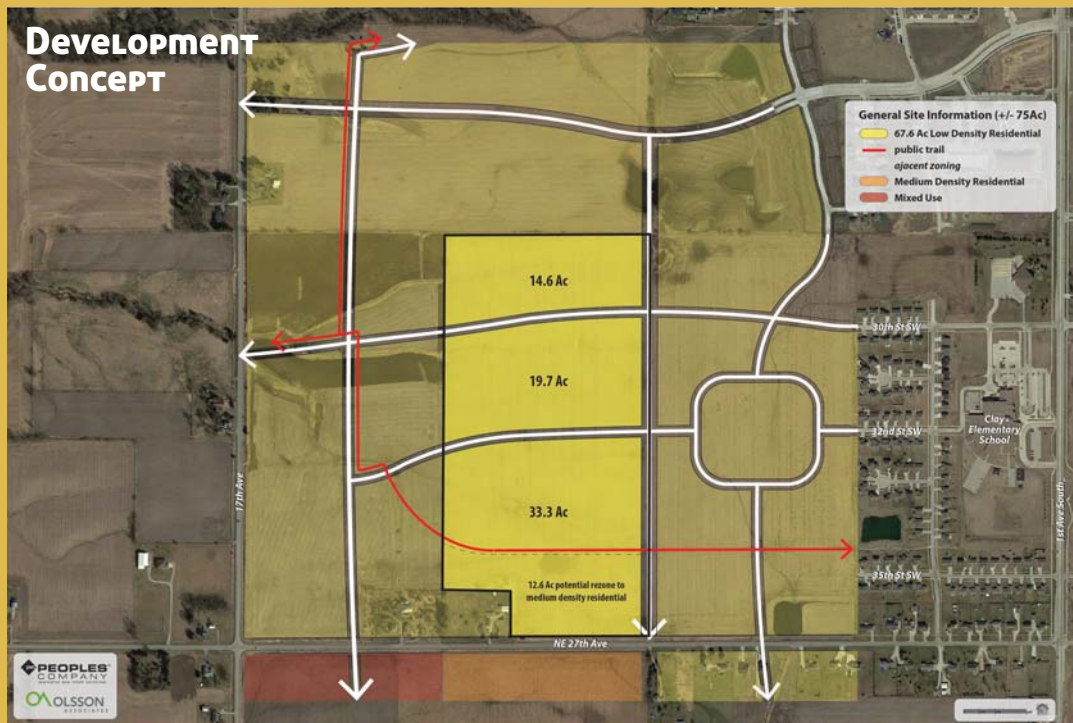 Development
Concept
General Site Information (+/- 75Ac)
67.6 Ac Low Density Residential
public trail
ajacent zoning
Medium Density Residential
Mixed Use
14.6 Ac
30th St SW
19.7 Ac
Clay
Elementary
School
32nd St SW
17th Ave
1st Ave South
33.3 Ac
35th St SW
12.6 Ac potential rezone to
medium density residential
NE 27th Ave
PEOPLES
COMPANY
OLSSON
ASSOCIATES